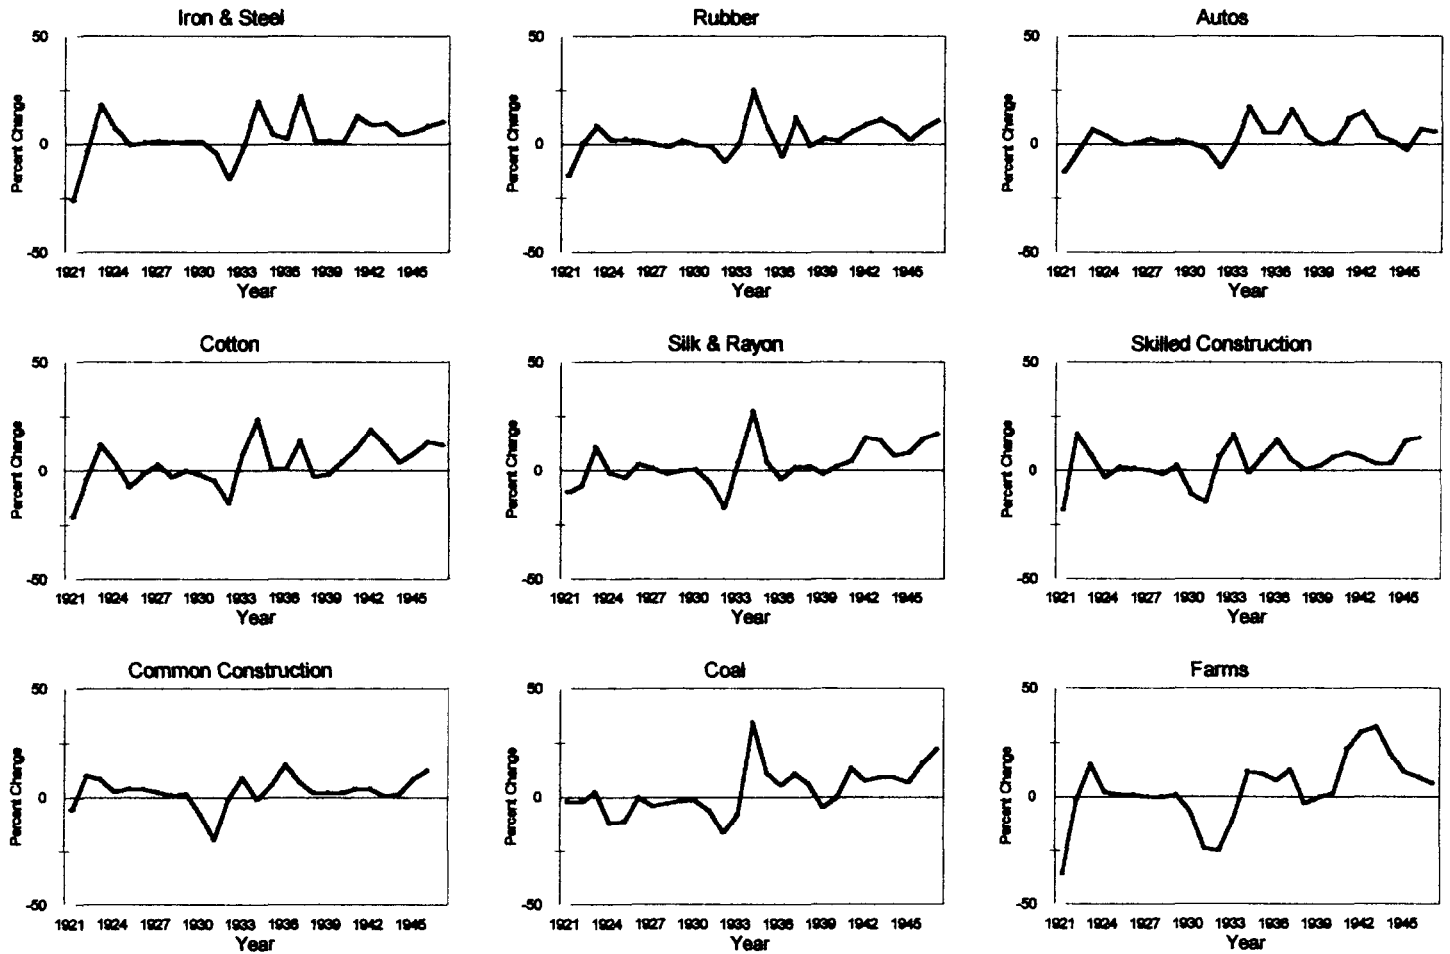 Iron & Steel
Rubber
Autos
50
50
50
Percent Change
Percent Change
Percent Change
0
0
0
-50
-50
-50
1921 1924 1927 1930 1933 1936 1939 1942 1945
1921 1924 1927 1930 1933 1936 1939 1942 1945
1921 1924 1927 1930 1933 1936 1939 1942 1945
Year
Year
Year
Cotton
Silk & Rayon
Skilled Construction
50
50
50
Percent Change
Percent Change
Percent Change
0
0
0
-50
-50
-50
1921 1924 1927 1930 1933 1936 1939 1942 1945
1921 1924 1927 1930 1933 1936 1939 1942 1945
1921 1924 1927 1930 1933 1936 1939 1942 1945
Year
Year
Year
Common Construction
Coal
Farms
50
50
50
Percent Change
Percent Change
Percent Change
0
0
0
-50
-50
-50
1921 1924 1927 1930 1933 1936 1939 1942 1945
1921 1924 1927 1930 1933 1936 1939 1942 1945
1921 1924 1927 1930 1933 1936 1939 1942 1945
Year
Year
Year